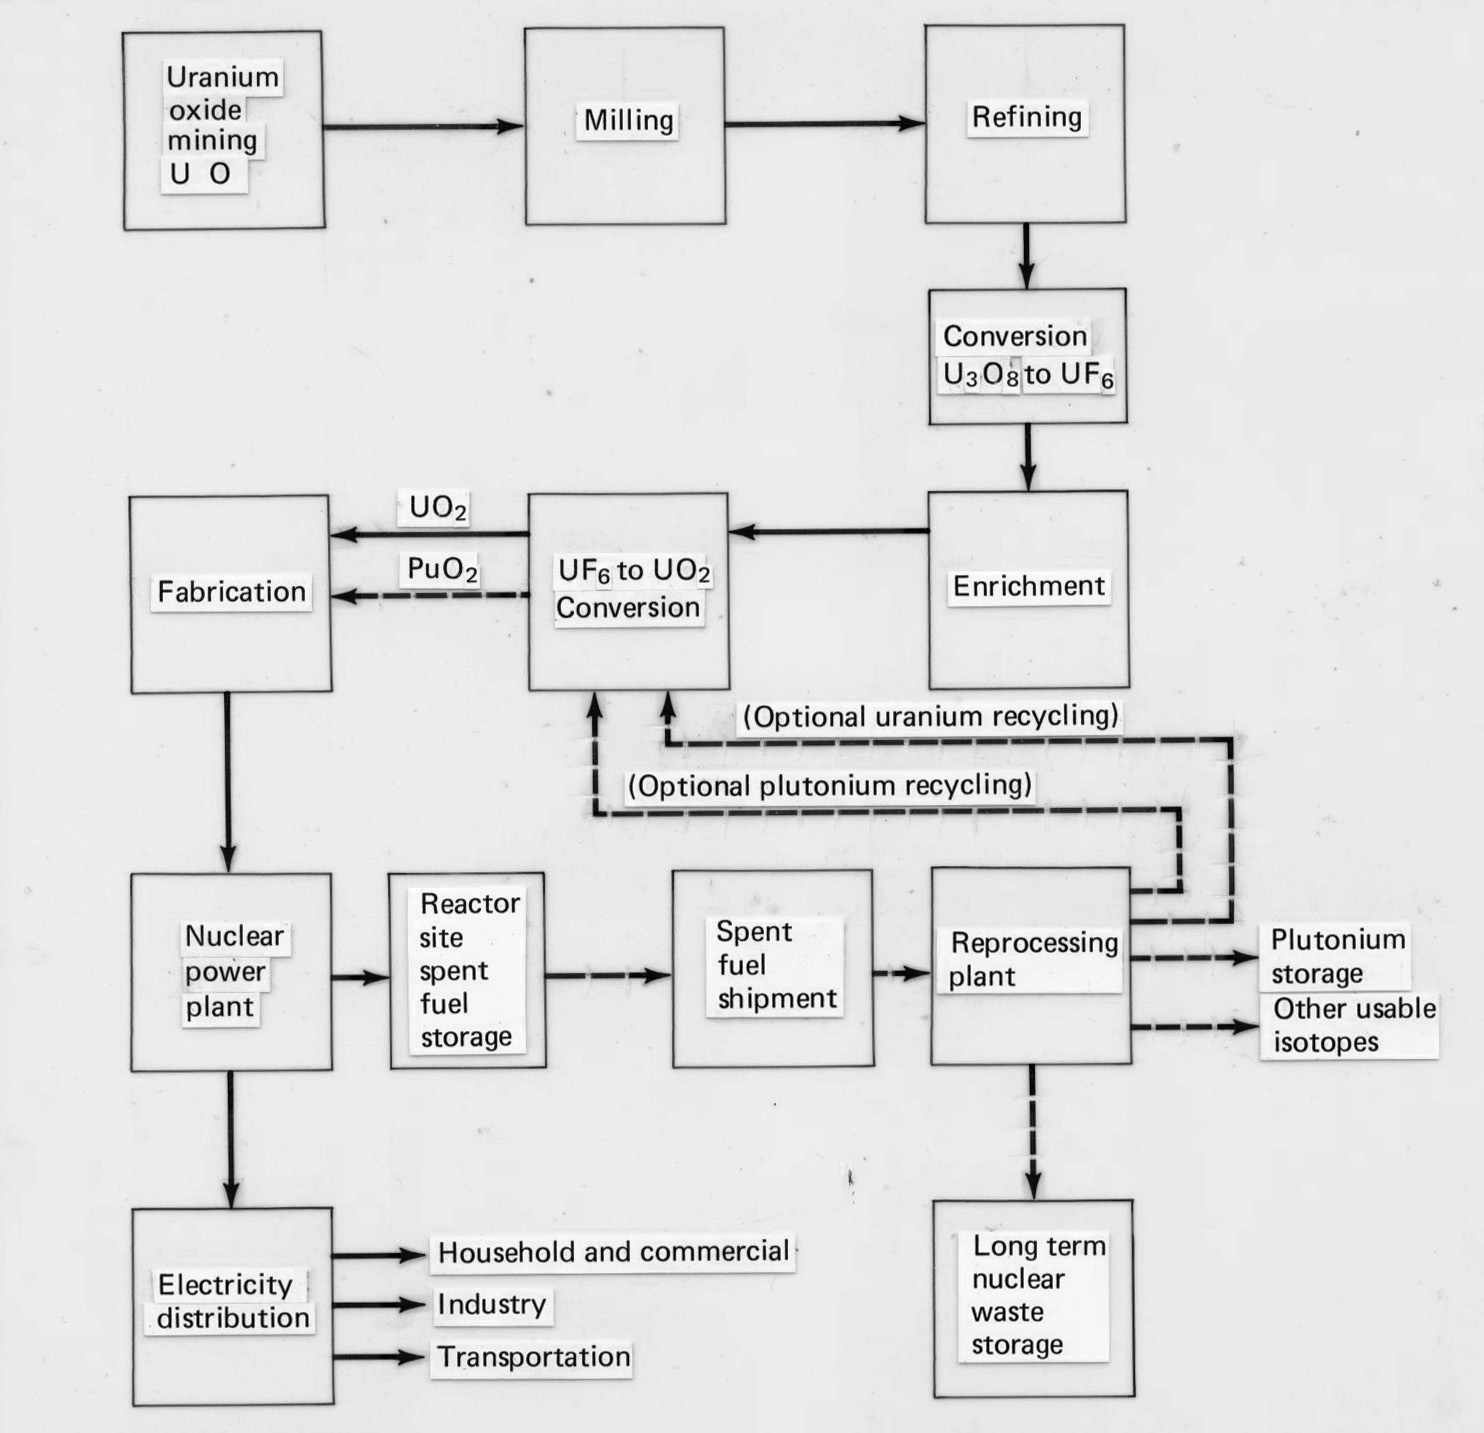 Uranium
oxide
mining
U O
Milling
Refining
Conversion
U₃O₈ to UF₆
Enrichment
UF₆ to UO₂
Conversion
UO₂
PuO₂
Fabrication
(Optional uranium recycling)
(Optional plutonium recycling)
Nuclear
power
plant
Reactor
site
spent
fuel
storage
Spent
fuel
shipment
Reprocessing
plant
Plutonium
storage
Other usable
isotopes
Electricity
distribution
Household and commercial
Industry
Transportation
Long term
nuclear
waste
storage